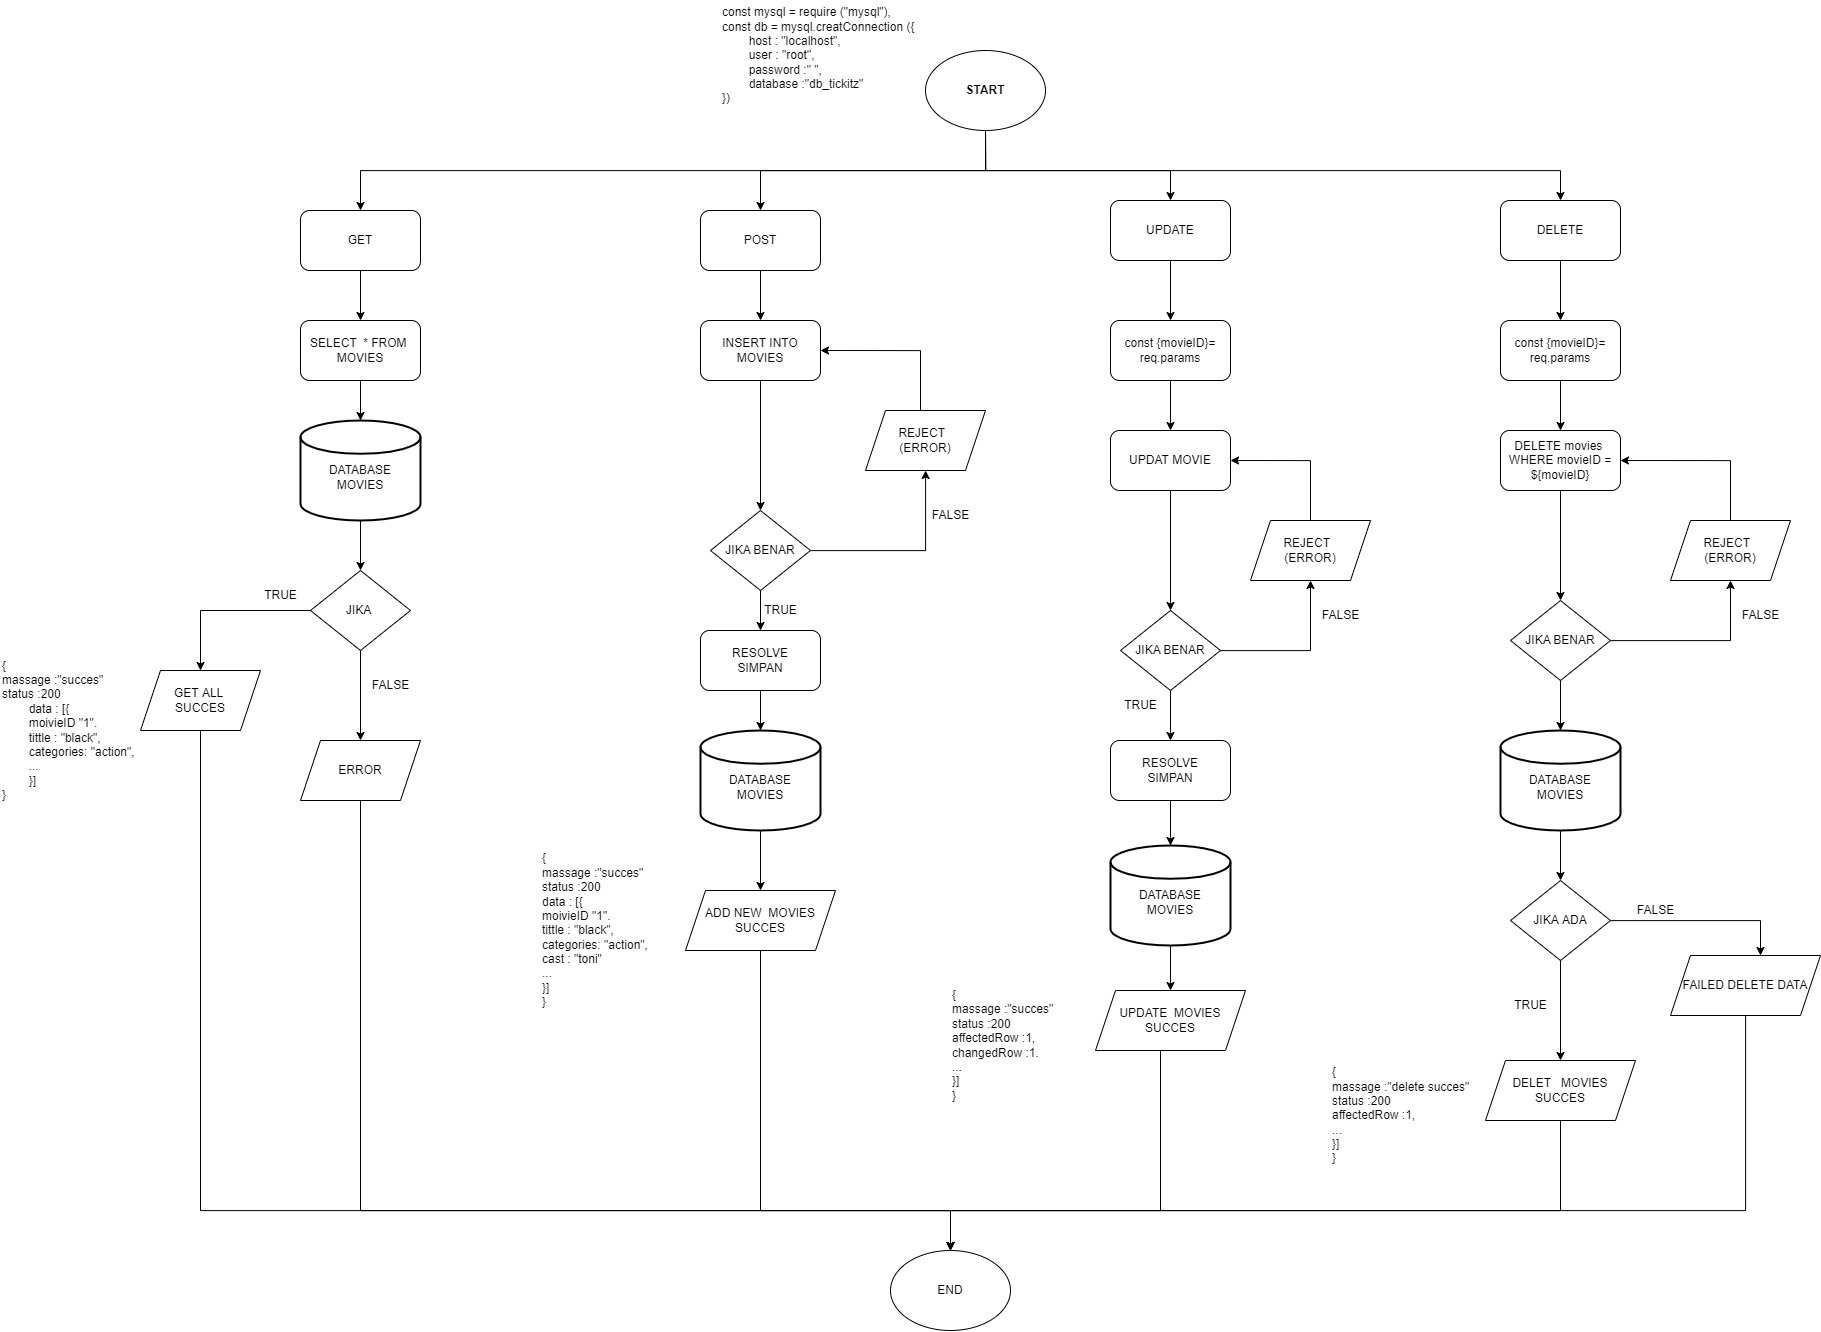 const mysql = require ("mysql"),
const db = mysql.creatConnection ({
host : "localhost",
user : "root",
password :" ",
database :"db_tickitz"
})
START
GET
POST
UPDATE
DELETE
SELECT * FROM
MOVIES
INSERT INTO
MOVIES
const {movieID}=
req.params
const {movieID}=
req.params
DATABASE
MOVIES
REJECT
(ERROR)
UPDAT MOVIE
DELETE movies
WHERE movieID =
${movieID}
FALSE
JIKA BENAR
REJECT
(ERROR)
REJECT
(ERROR)
TRUE
JIKA
TRUE
FALSE
FALSE
JIKA BENAR
JIKA BENAR
{
massage :"succes"
status :200
data : [{
moivieID "1".
tittle : "black",
categories: "action",
...
}]
}
GET ALL
SUCCES
FALSE
RESOLVE
SIMPAN
TRUE
ERROR
DATABASE
MOVIES
RESOLVE
SIMPAN
DATABASE
MOVIES
{
massage :"succes"
status :200
data : [{
moivieID "1".
tittle : "black",
categories: "action",
cast : "toni"
...
}]
}
ADD NEW MOVIES
SUCCES
DATABASE
MOVIES
JIKA ADA
FALSE
FAILED DELETE DATA
TRUE
{
massage :"succes"
status :200
affectedRow :1,
changedRow :1.
...
}]
}
UPDATE MOVIES
SUCCES
{
massage :"delete succes"
status :200
affectedRow :1,
...
}]
}
DELET MOVIES
SUCCES
END